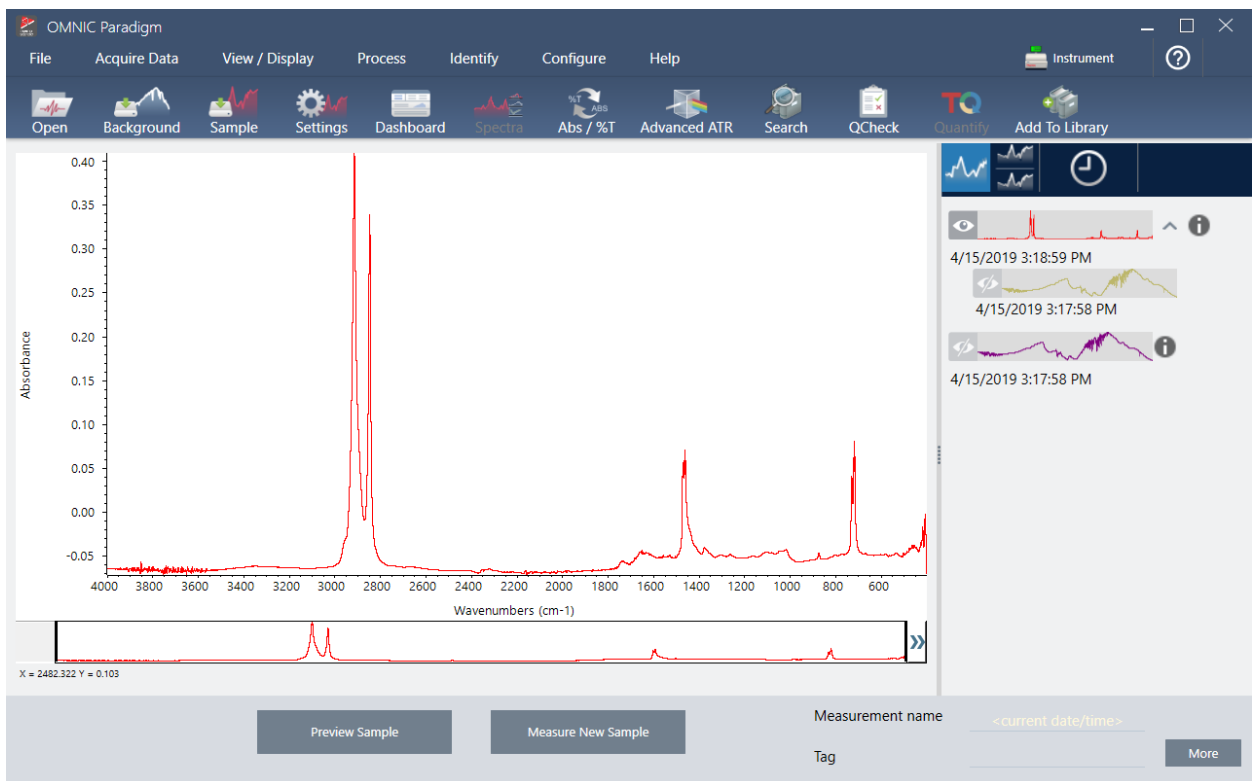 OMNIC Paradigm
File Acquire Data View / Display Process Identify Configure Help Instrument ?
%T ABS TQ
Open Background Sample Settings Dashboard Spectra Abs / %T Advanced ATR Search QCheck Quantify Add To Library
0.40
0.35
0.30
0.25
0.20
0.15
0.10
0.05
0.00
-0.05
Absorbance
4000 3800 3600 3400 3200 3000 2800 2600 2400 2200 2000 1800 1600 1400 1200 1000 800 600
Wavenumbers (cm-1)
X = 2482.322 Y = 0.103
4/15/2019 3:18:59 PM
4/15/2019 3:17:58 PM
4/15/2019 3:17:58 PM
Preview Sample Measure New Sample
Measurement name <current date/time>
Tag
More